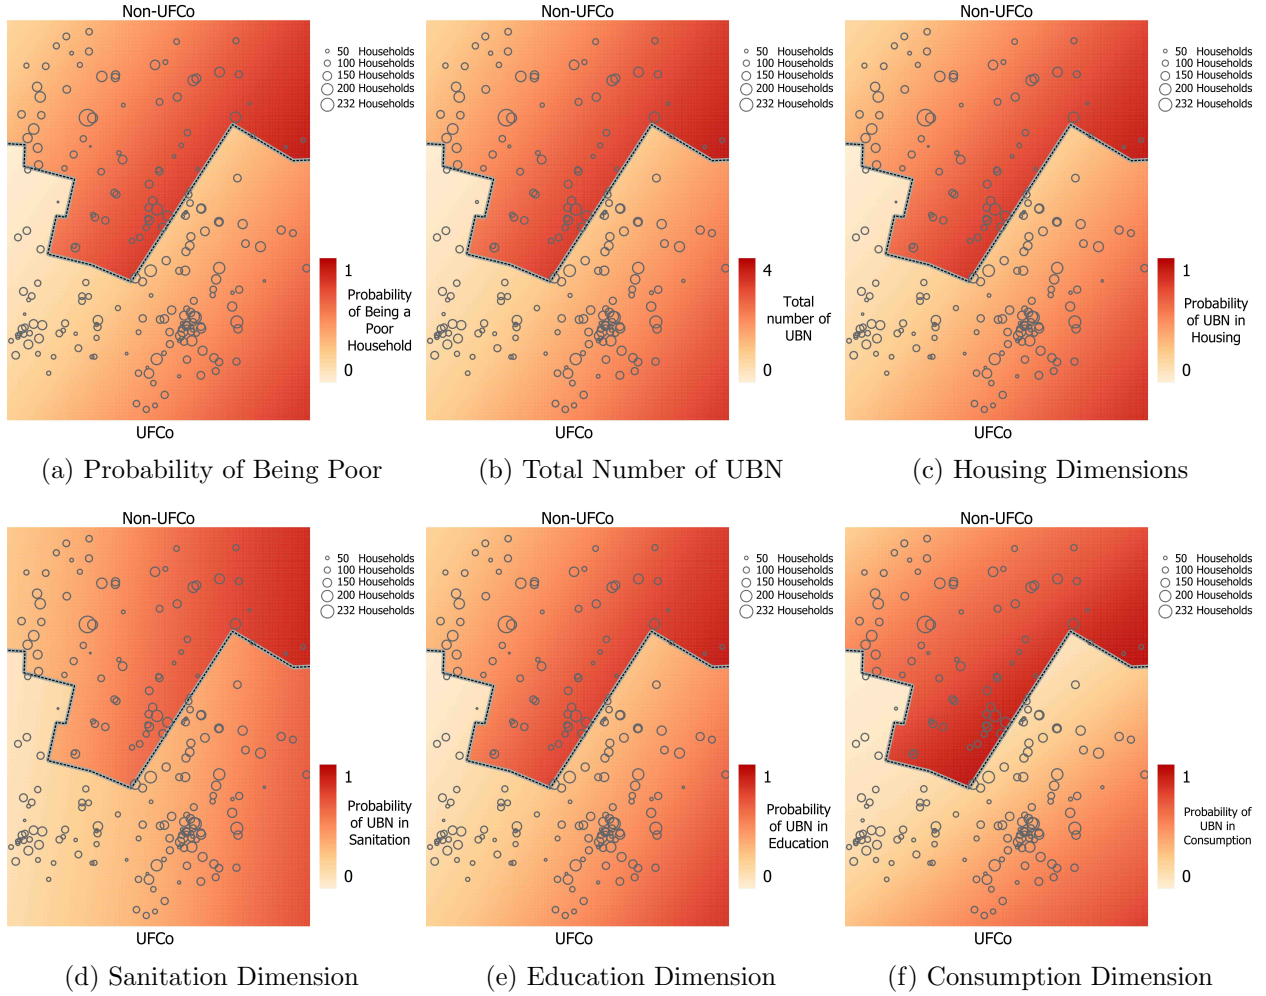 Non-UFCo
50 Households
100 Households
150 Households
200 Households
232 Households
1
Probability
of Being a
Poor
Household
0
UFCo
(a) Probability of Being Poor
Non-UFCo
50 Households
100 Households
150 Households
200 Households
232 Households
4
Total
number of
UBN
0
UFCo
(b) Total Number of UBN
Non-UFCo
50 Households
100 Households
150 Households
200 Households
232 Households
1
Probability
of UBN in
Housing
0
UFCo
(c) Housing Dimensions
Non-UFCo
50 Households
100 Households
150 Households
200 Households
232 Households
1
Probability
of UBN in
Sanitation
0
UFCo
(d) Sanitation Dimension
Non-UFCo
50 Households
100 Households
150 Households
200 Households
232 Households
1
Probability
of UBN in
Education
0
UFCo
(e) Education Dimension
Non-UFCo
50 Households
100 Households
150 Households
200 Households
232 Households
1
Probability of
UBN in
Consumption
0
UFCo
(f) Consumption Dimension